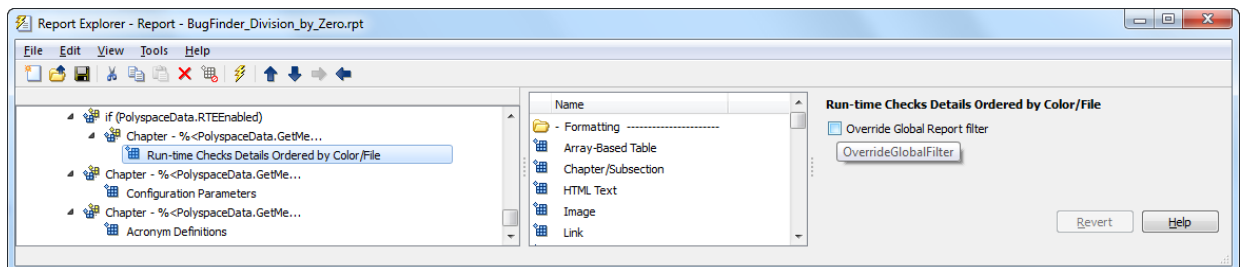 Report Explorer - Report - BugFinder_Division_by_Zero.rpt
File Edit View Tools Help
if (PolyspaceData.RTEEnabled)
Chapter - %<PolyspaceData.GetMe...
Run-time Checks Details Ordered by Color/File
Chapter - %<PolyspaceData.GetMe...
Configuration Parameters
Chapter - %<PolyspaceData.GetMe...
Acronym Definitions
Name
- Formatting ----------------------
Array-Based Table
Chapter/Subsection
HTML Text
Image
Link
Run-time Checks Details Ordered by Color/File
Override Global Report filter
OverrideGlobalFilter
Revert Help